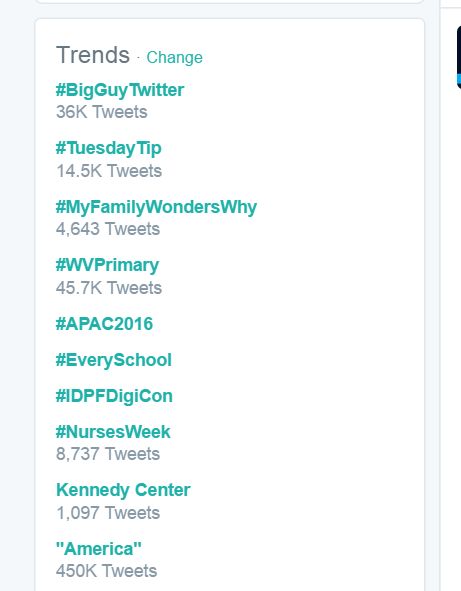 Trends · Change
#BigGuyTwitter
36K Tweets
#TuesdayTip
14.5K Tweets
#MyFamilyWondersWhy
4,643 Tweets
#WVPrimary
45.7K Tweets
#APAC2016
#EverySchool
#IDPFDigiCon
#NursesWeek
8,737 Tweets
Kennedy Center
1,097 Tweets
"America"
450K Tweets